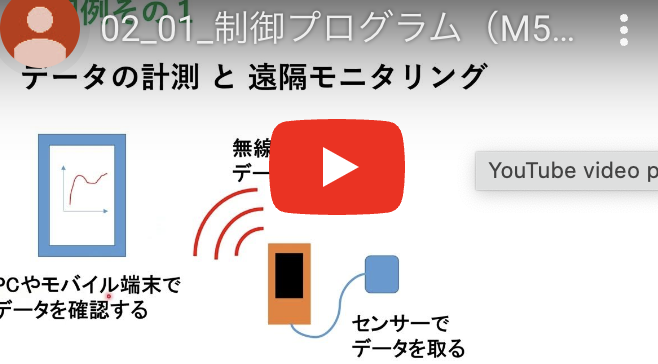 用例その１
02_01_制御プログラム（M5...
データの計測 と 遠隔モニタリング
YouTube video p
無線
デー
PCやモバイル端末で
データを確認する
センサーで
データを取る